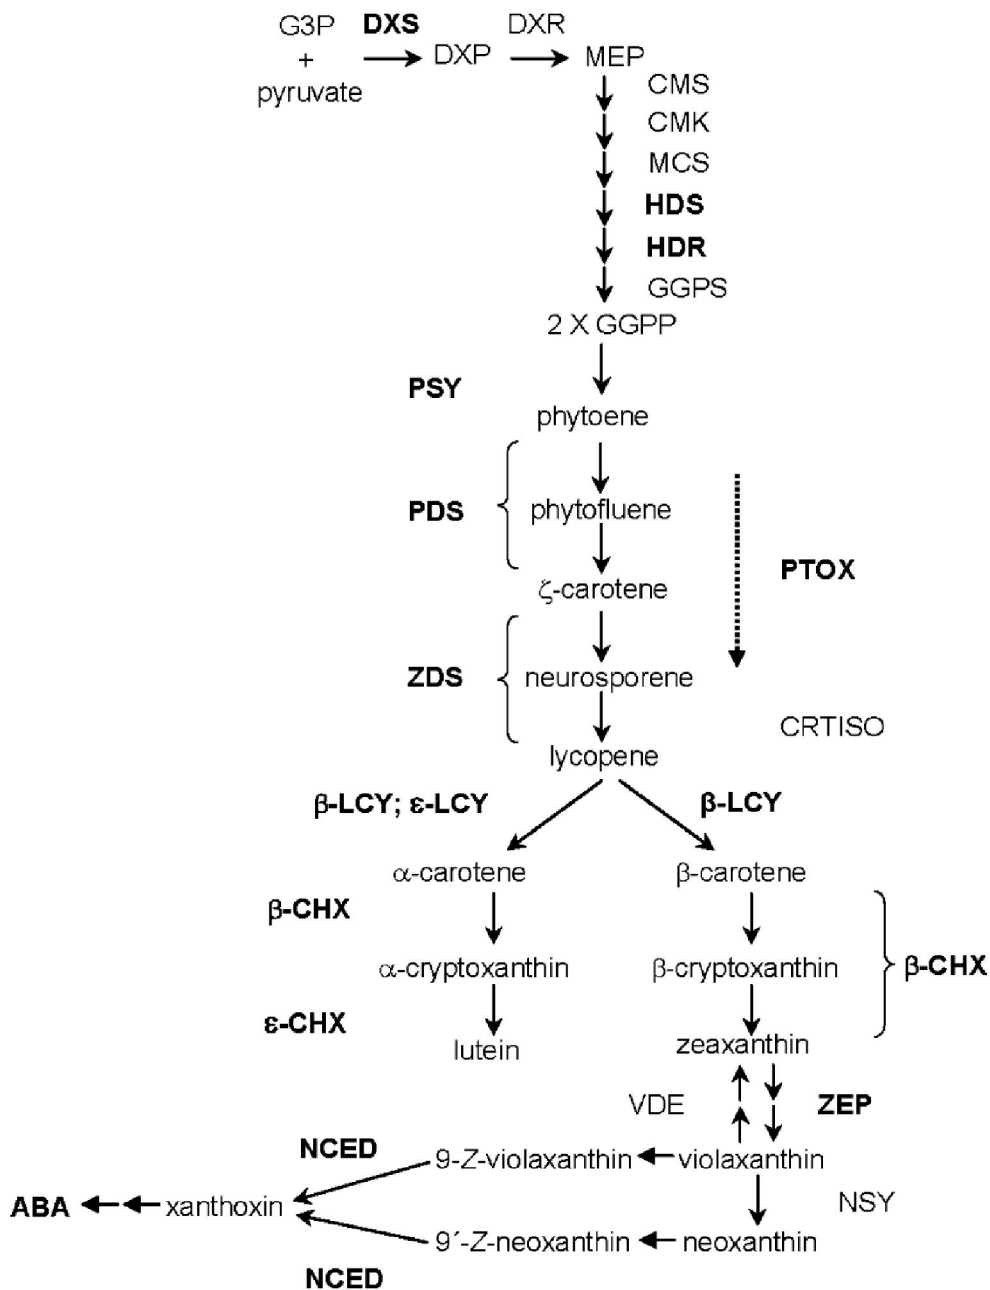 G3P DXS DXR
+ DXP MEP
pyruvate
CMS
CMK
MCS
HDS
HDR
GGPS
2 X GGPP
PSY
phytoene
PDS phytofluene
PTOX
ζ-carotene
ZDS neurosporene
CRTISO
lycopene
β-LCY; ε-LCY β-LCY
α-carotene β-carotene
β-CHX
α-cryptoxanthin β-cryptoxanthin β-CHX
ε-CHX
lutein zeaxanthin
VDE ZEP
NCED 9-Z-violaxanthin violaxanthin
ABA xanthoxin NSY
9´-Z-neoxanthin neoxanthin
NCED